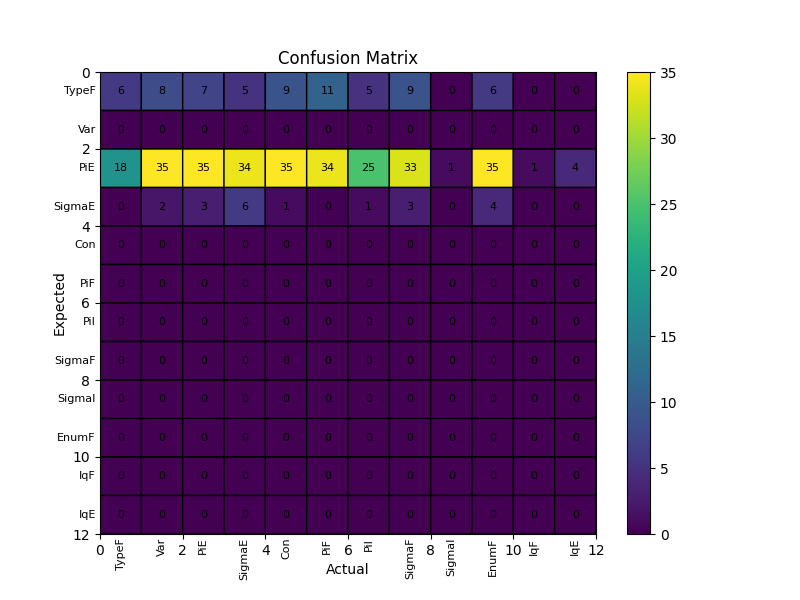 Confusion Matrix
0
TypeF 6 8 7 5 9 11 5 9 0 6 0 0
Var 0 0 0 0 0 0 0 0 0 0 0 0
2
PiE 18 35 35 34 35 34 25 33 1 35 1 4
SigmaE 0 2 3 6 1 0 1 3 0 4 0 0
4
Con 0 0 0 0 0 0 0 0 0 0 0 0
PiF 0 0 0 0 0 0 0 0 0 0 0 0
6
PiI 0 0 0 0 0 0 0 0 0 0 0 0
SigmaF 0 0 0 0 0 0 0 0 0 0 0 0
8
SigmaI 0 0 0 0 0 0 0 0 0 0 0 0
EnumF 0 0 0 0 0 0 0 0 0 0 0 0
10
IqF 0 0 0 0 0 0 0 0 0 0 0 0
IqE 0 0 0 0 0 0 0 0 0 0 0 0
12
Expected
0 2 4 6 8 10 12
TypeF Var PiE SigmaE Con PiF PiI SigmaF SigmaI EnumF IqF IqE
Actual
35
30
25
20
15
10
5
0